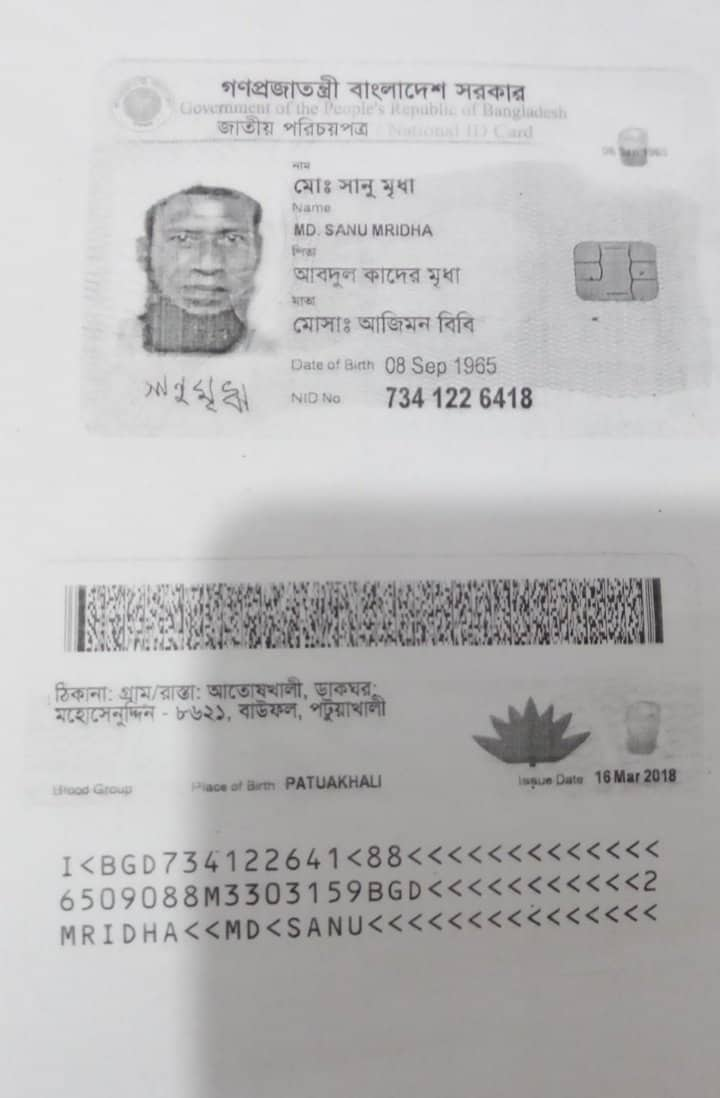 গণপ্রজাতন্ত্রী বাংলাদেশ সরকার
Government of the People's Republic of Bangladesh
জাতীয় পরিচয়পত্র / National ID Card
08 Sep 1965
নাম
মোঃ সানু মৃধা
Name
MD. SANU MRIDHA
পিতা
আবদুল কাদের মৃধা
মাতা
মোসাঃ আজিমন বিবি
Date of Birth 08 Sep 1965
সানু মৃধা
NID No 734 122 6418
ঠিকানা: গ্রাম/রাস্তা: আতোষখালী, ডাকঘর:
মহোসেনুদ্দিন - ৮৬২১, বাউফল, পটুয়াখালী
Blood Group Place of Birth PATUAKHALI Issue Date 16 Mar 2018
I<BGD734122641<88<<<<<<<<<<<<<
6509088M3303159BGD<<<<<<<<<<<2
MRIDHA<<MD<SANU<<<<<<<<<<<<<<<